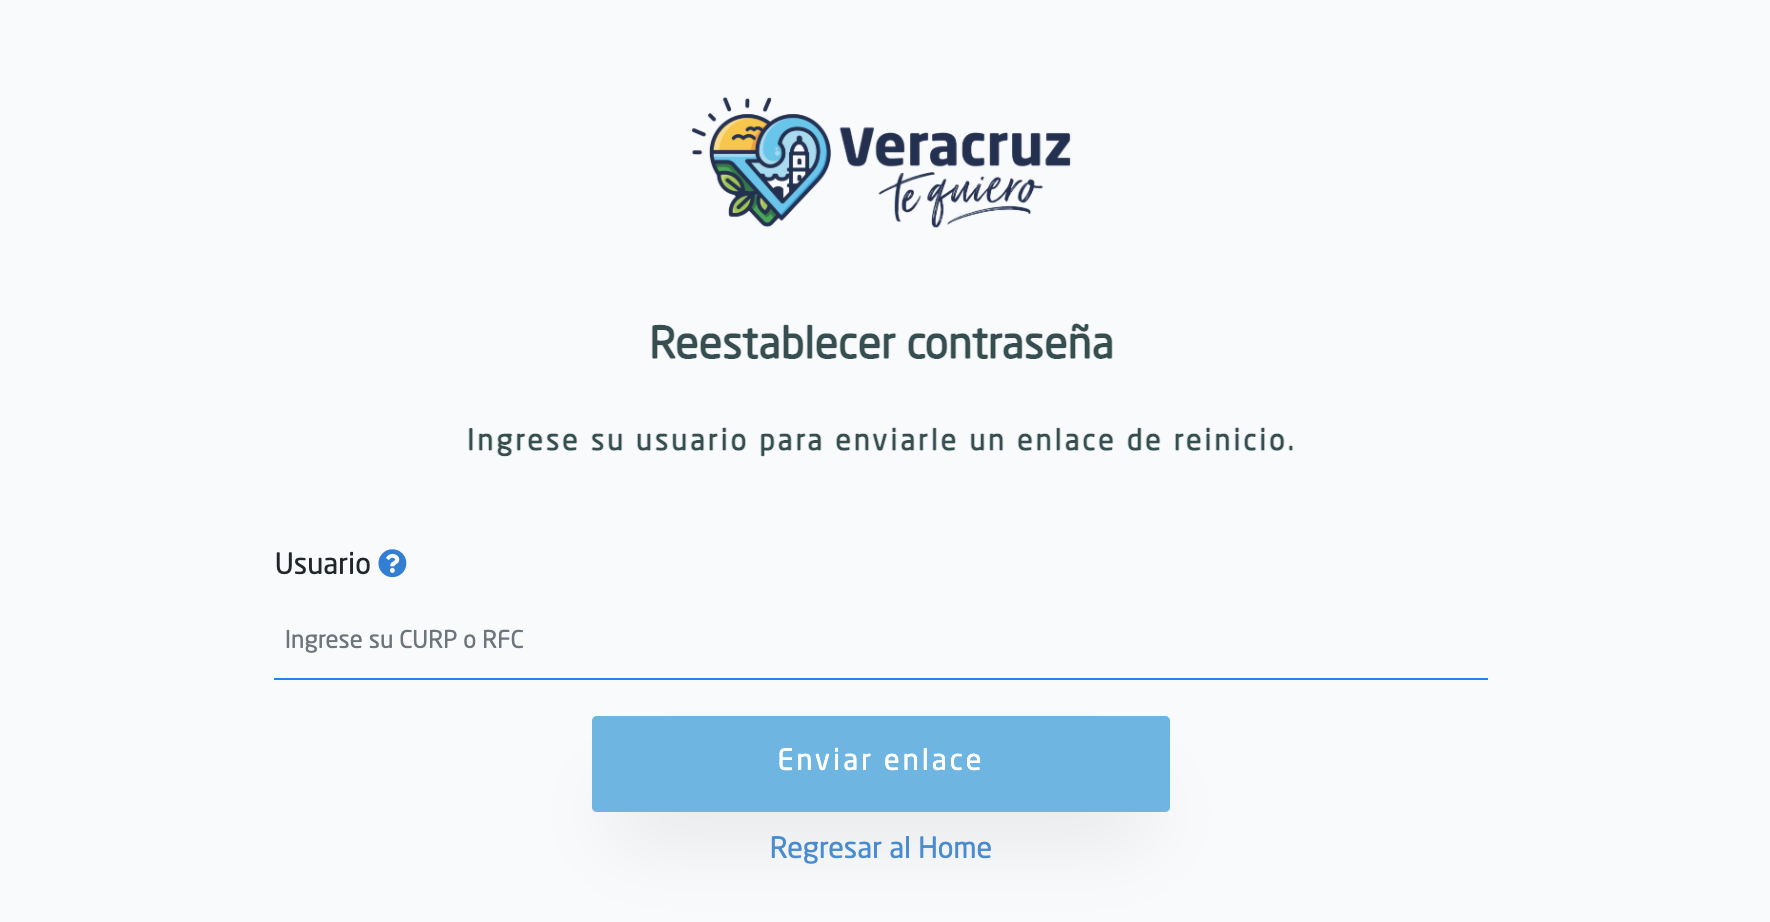 Veracruz
te quiero
Reestablecer contraseña
Ingrese su usuario para enviarle un enlace de reinicio.
Usuario ?
Ingrese su CURP o RFC
Enviar enlace
Regresar al Home